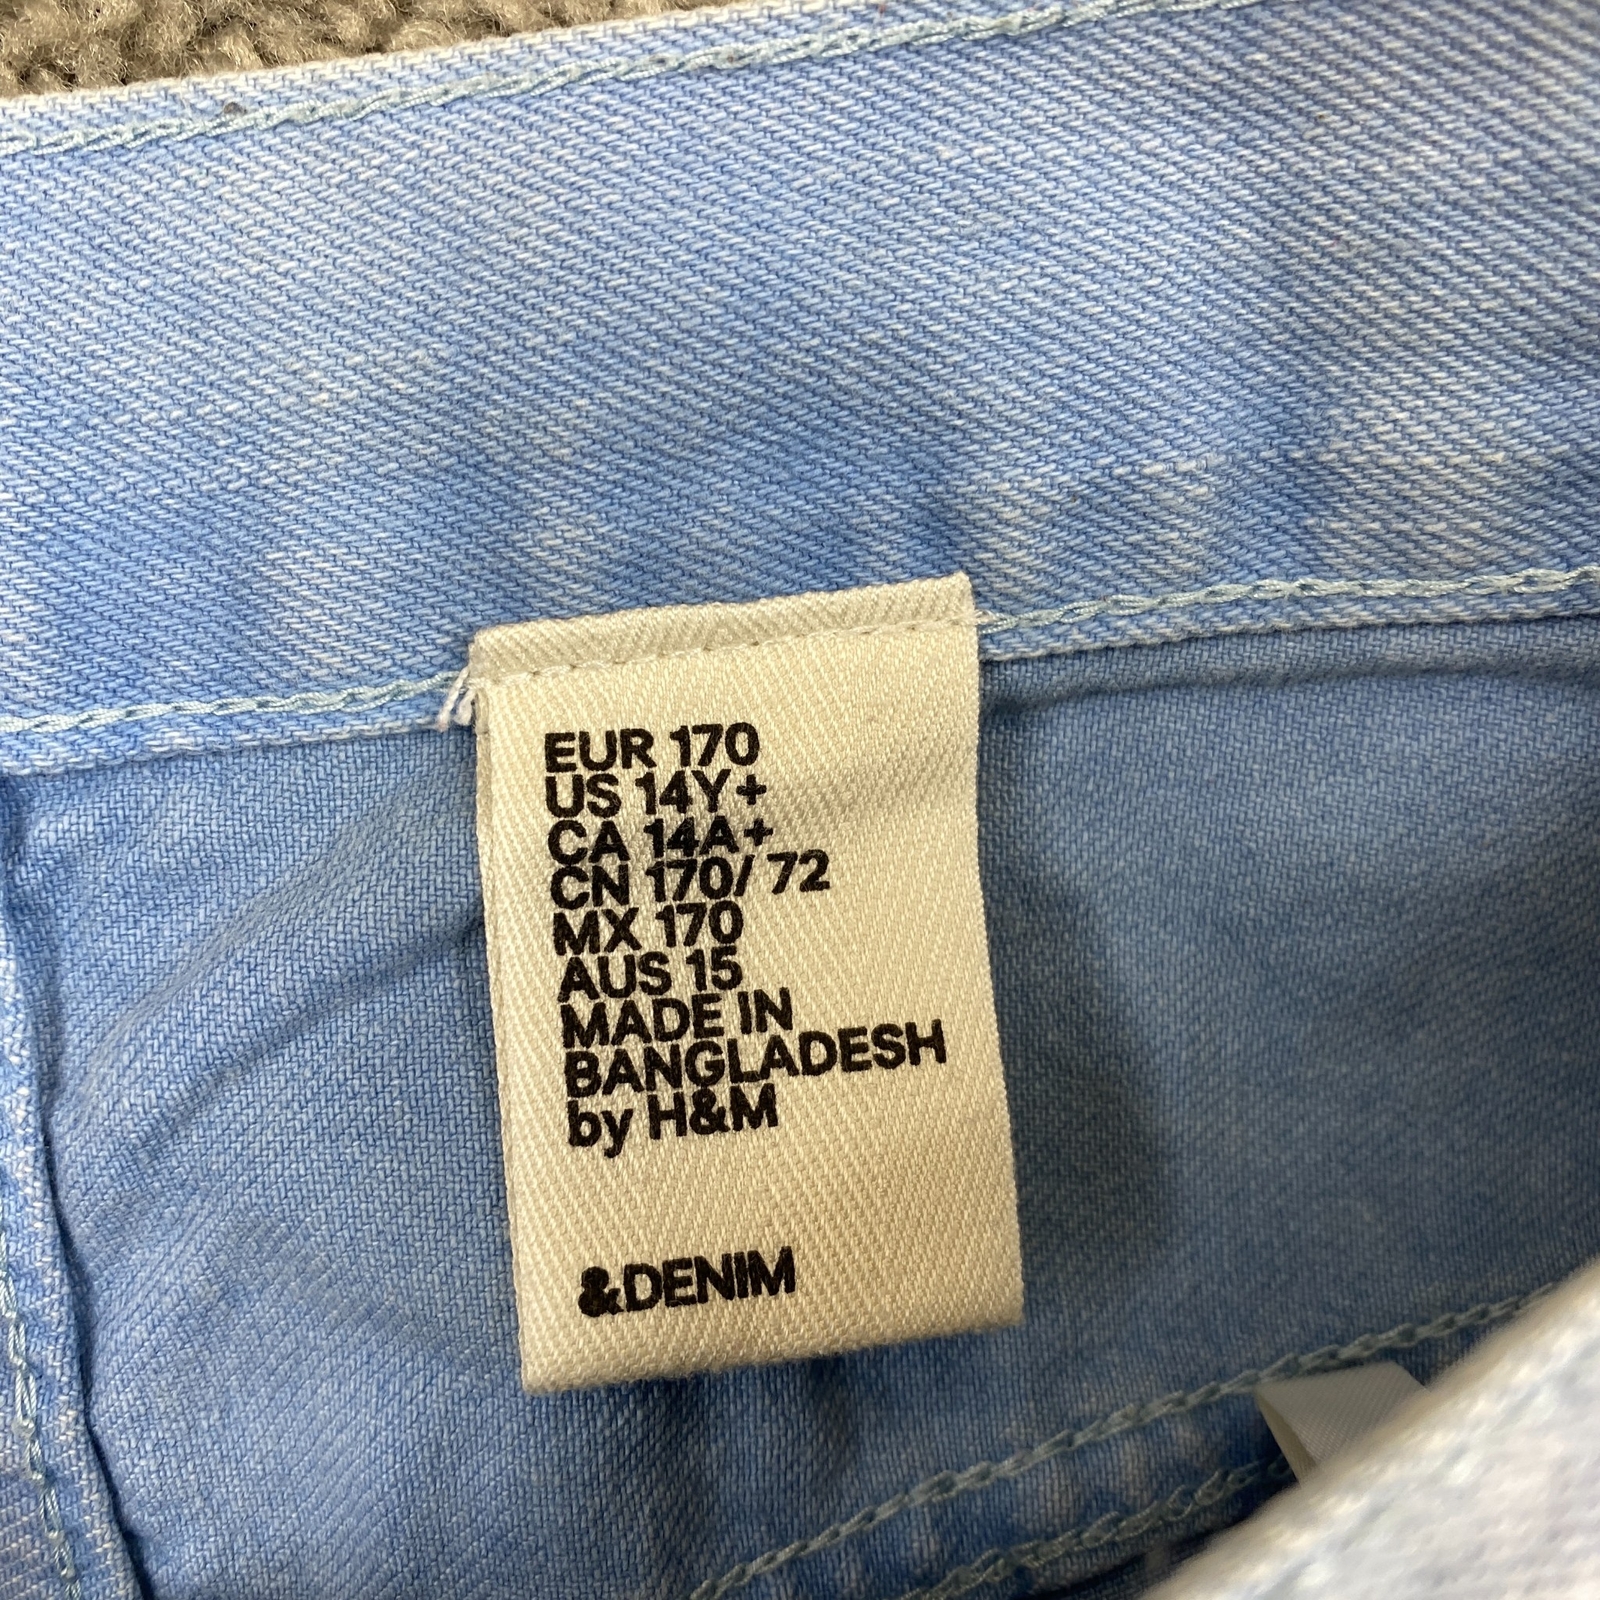 EUR 170
US 14Y+
CA 14A+
CN 170/ 72
MX 170
AUS 15
MADE IN
BANGLADESH
by H&M
&DENIM